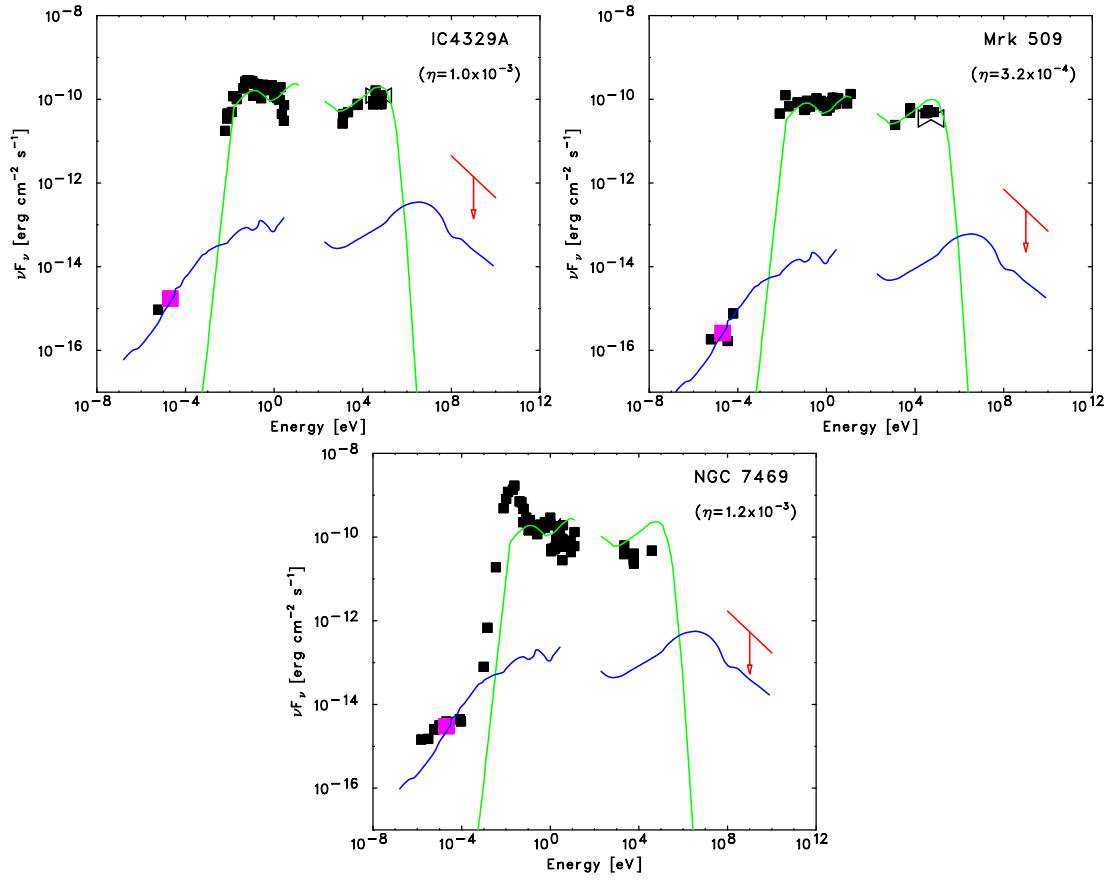 IC4329A
(η=1.0x10⁻³)
νFν [erg cm⁻² s⁻¹]
10⁻⁸
10⁻¹⁰
10⁻¹²
10⁻¹⁴
10⁻¹⁶
10⁻⁸ 10⁻⁴ 10⁰ 10⁴ 10⁸ 10¹²
Energy [eV]
Mrk 509
(η=3.2x10⁻⁴)
νFν [erg cm⁻² s⁻¹]
10⁻⁸
10⁻¹⁰
10⁻¹²
10⁻¹⁴
10⁻¹⁶
10⁻⁸ 10⁻⁴ 10⁰ 10⁴ 10⁸ 10¹²
Energy [eV]
NGC 7469
(η=1.2x10⁻³)
νFν [erg cm⁻² s⁻¹]
10⁻⁸
10⁻¹⁰
10⁻¹²
10⁻¹⁴
10⁻¹⁶
10⁻⁸ 10⁻⁴ 10⁰ 10⁴ 10⁸ 10¹²
Energy [eV]